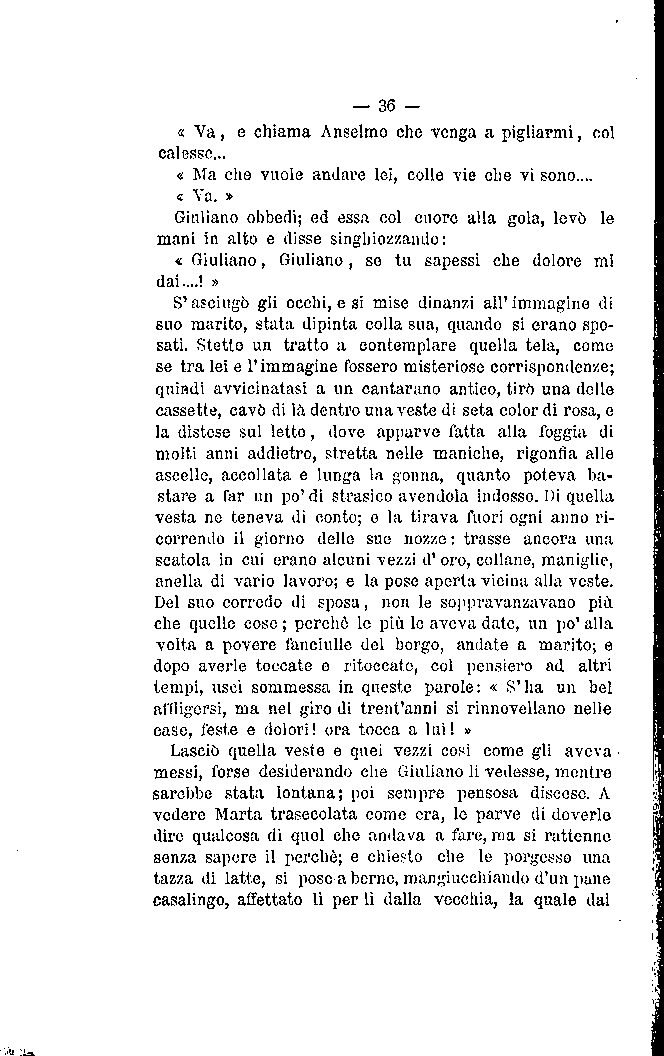 — 36 —
« Va, e chiama Anselmo che venga a pigliarmi, col
calesse...
« Ma che vuole andare lei, colle vie che vi sono....
« Va. »
Giuliano obbedì; ed essa col cuore alla gola, levò le
mani in alto e disse singhiozzando:
« Giuliano, Giuliano, se tu sapessi che dolore mi
dai....! »
S'asciugò gli occhi, e si mise dinanzi all'immagine di
suo marito, stata dipinta colla sua, quando si erano spo-
sati. Stette un tratto a contemplare quella tela, come
se tra lei e l'immagine fossero misteriose corrispondenze;
quindi avvicinatasi a un cantarano antico, tirò una delle
cassette, cavò di là dentro una veste di seta color di rosa, e
la distese sul letto, dove apparve fatta alla foggia di
molti anni addietro, stretta nelle maniche, rigonfia alle
ascelle, accollata e lunga la gonna, quanto poteva ba-
stare a far un po' di strasico avendola indosso. Di quella
vesta ne teneva di conto; e la tirava fuori ogni anno ri-
correndo il giorno delle sue nozze: trasse ancora una
scatola in cui erano alcuni vezzi d'oro, collane, maniglie,
anella di vario lavoro; e la pose aperta vicina alla veste.
Del suo corredo di sposa, non le soppravanzavano più
che quelle cose; perchè le più le aveva date, un po' alla
volta a povere fanciulle del borgo, andate a marito; e
dopo averle toccate e ritoccate, col pensiero ad altri
tempi, uscì sommessa in queste parole: « S'ha un bel
affligersi, ma nel giro di trent'anni si rinnovellano nelle
case, feste e dolori! ora tocca a lui! »
Lasciò quella veste e quei vezzi così come gli aveva
messi, forse desiderando che Giuliano li vedesse, mentre
sarebbe stata lontana; poi sempre pensosa discese. A
vedere Marta trasecolata come era, le parve di doverle
dire qualcosa di quel che andava a fare, ma si rattenne
senza sapere il perchè; e chiesto che le porgesse una
tazza di latte, si pose a berne, mangiucchiando d'un pane
casalingo, affettato lì per lì dalla vecchia, la quale dal